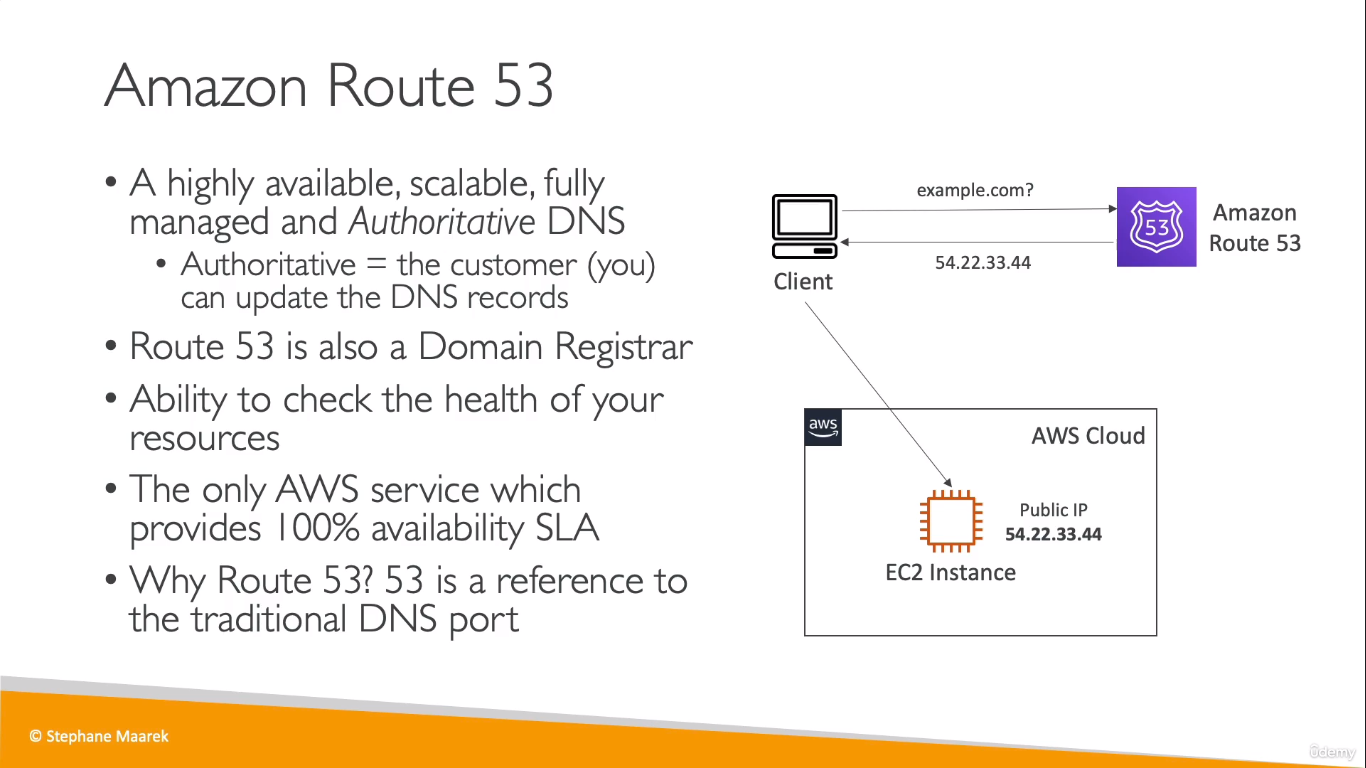 Amazon Route 53
• A highly available, scalable, fully
managed and Authoritative DNS
• Authoritative = the customer (you)
can update the DNS records
• Route 53 is also a Domain Registrar
• Ability to check the health of your
resources
• The only AWS service which
provides 100% availability SLA
• Why Route 53? 53 is a reference to
the traditional DNS port
example.com?
54.22.33.44
Client
53
Amazon
Route 53
aws
AWS Cloud
Public IP
54.22.33.44
EC2 Instance
© Stephane Maarek
ûdemy